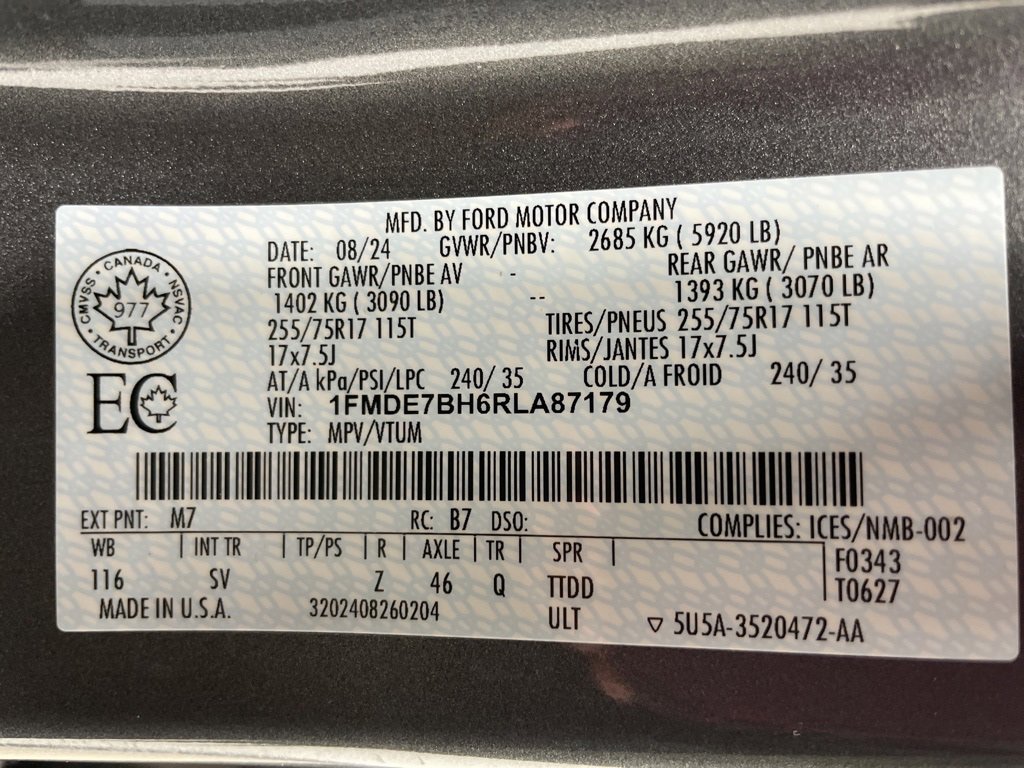 MFD. BY FORD MOTOR COMPANY
DATE: 08/24 GVWR/PNBV: 2685 KG ( 5920 LB)
FRONT GAWR/PNBE AV - REAR GAWR/ PNBE AR
1402 KG ( 3090 LB) -- 1393 KG ( 3070 LB)
255/75R17 115T TIRES/PNEUS 255/75R17 115T
17x7.5J RIMS/JANTES 17x7.5J
AT/A kPa/PSI/LPC 240/ 35 COLD/A FROID 240/ 35
VIN: 1FMDE7BH6RLA87179
TYPE: MPV/VTUM
CANADA
CMVSS · NSVAC
977
TRANSPORT
EC
EXT PNT: M7 RC: B7 DSO: COMPLIES: ICES/NMB-002
WB | INT TR | TP/PS | R | AXLE | TR | SPR | F0343
116 SV Z 46 Q TTDD T0627
MADE IN U.S.A. 3202408260204 ULT ▽ 5U5A-3520472-AA